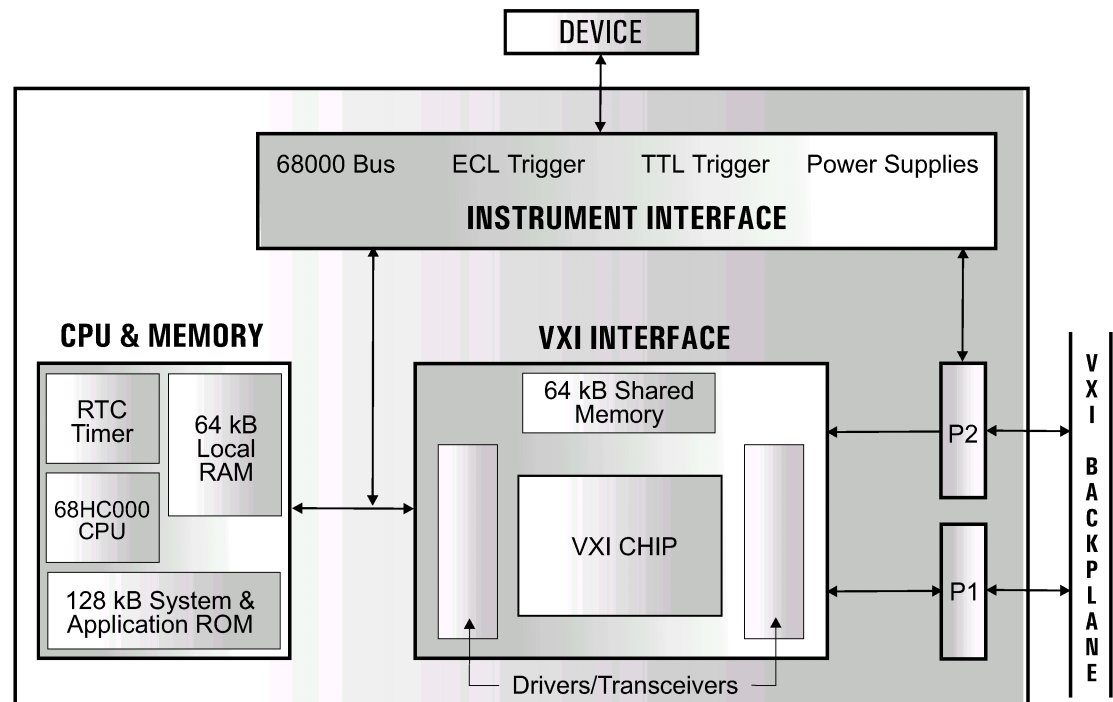 DEVICE
68000 Bus ECL Trigger TTL Trigger Power Supplies
INSTRUMENT INTERFACE
CPU & MEMORY
RTC
Timer
64 kB
Local
RAM
68HC000
CPU
128 kB System &
Application ROM
VXI INTERFACE
64 kB Shared
Memory
VXI CHIP
Drivers/Transceivers
P2
P1
VXI BACKPLANE